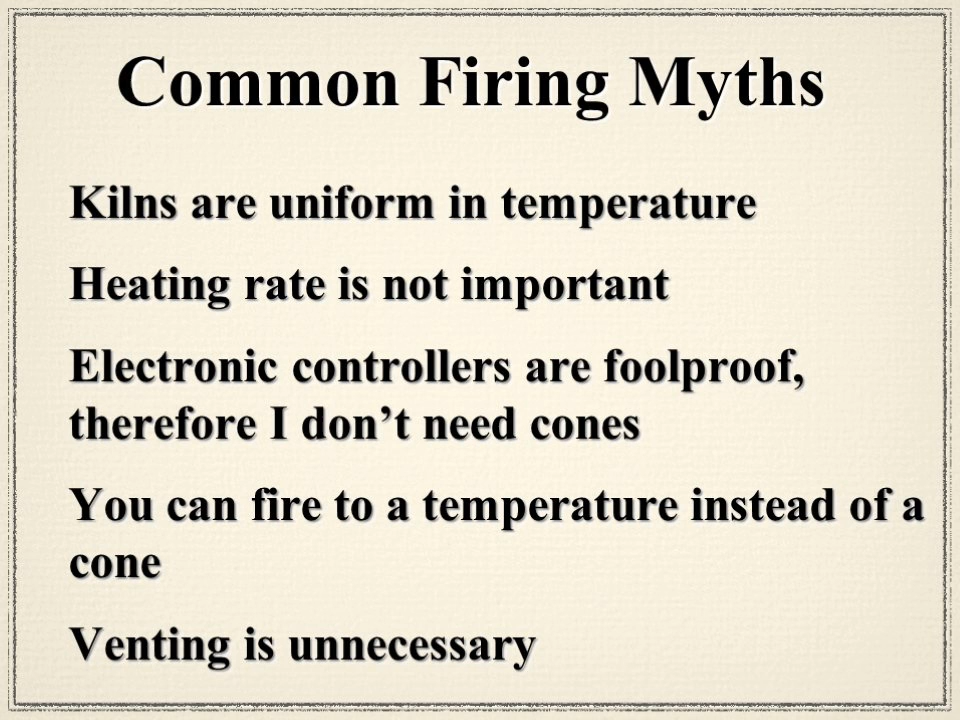 Common Firing Myths
Kilns are uniform in temperature
Heating rate is not important
Electronic controllers are foolproof,
therefore I don’t need cones
You can fire to a temperature instead of a
cone
Venting is unnecessary